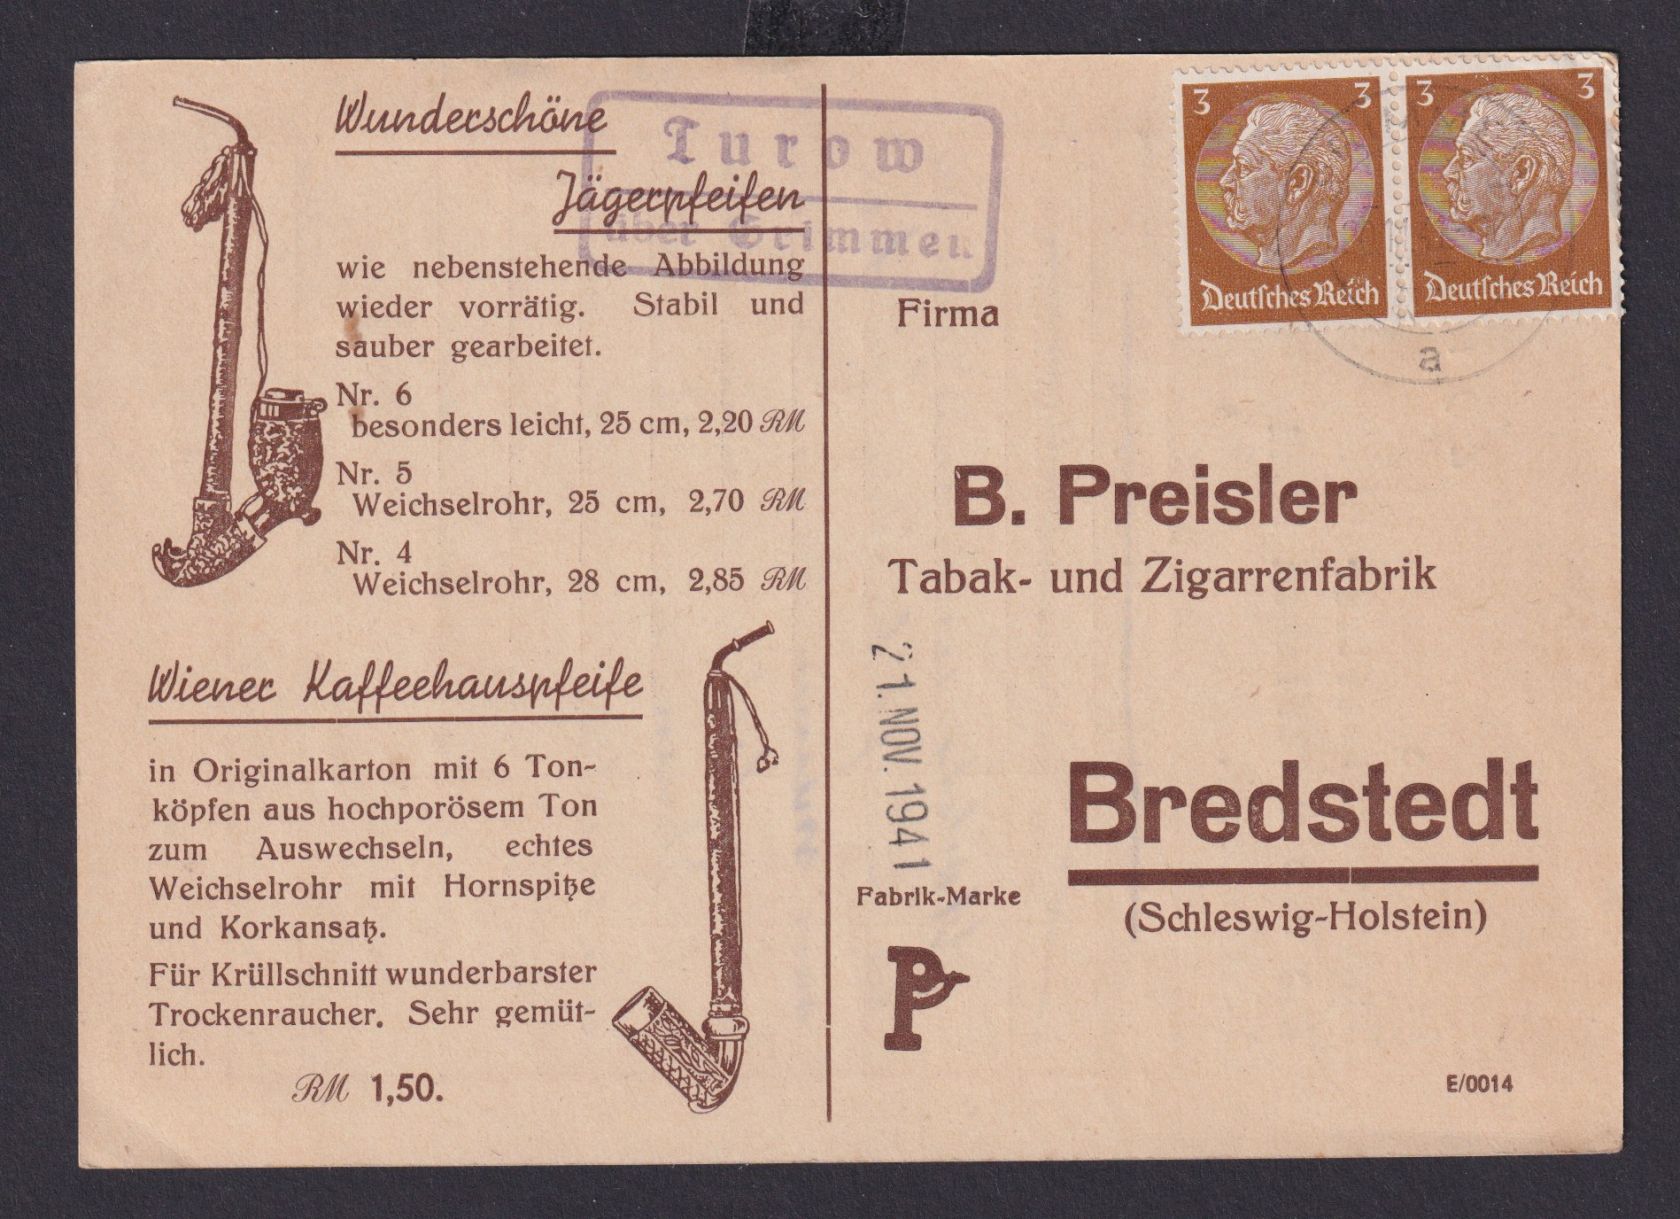 Wunderschöne
Jägerpfeifen
wie nebenstehende Abbildung
wieder vorrätig. Stabil und
sauber gearbeitet.
Nr. 6
besonders leicht, 25 cm, 2,20 RM
Nr. 5
Weichselrohr, 25 cm, 2,70 RM
Nr. 4
Weichselrohr, 28 cm, 2,85 RM
Wiener Kaffeehauspfeife
in Originalkarton mit 6 Ton-
köpfen aus hochporösem Ton
zum Auswechseln, echtes
Weichselrohr mit Hornspitze
und Korkansatz.
Für Krüllschnitt wunderbarster
Trockenraucher. Sehr gemüt-
lich.
RM 1,50.
Turow
über Grimmen
3 3
Deutsches Reich
3 3
Deutsches Reich
a
Firma
B. Preisler
Tabak- und Zigarrenfabrik
21. NOV. 1941
Bredstedt
(Schleswig-Holstein)
Fabrik-Marke
P
E/0014